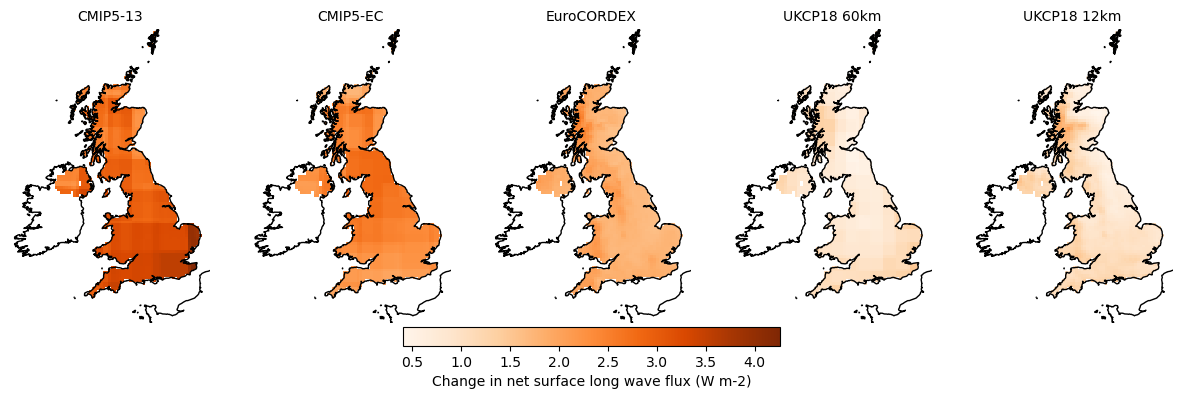 CMIP5-13 CMIP5-EC EuroCORDEX UKCP18 60km UKCP18 12km
0.5 1.0 1.5 2.0 2.5 3.0 3.5 4.0
Change in net surface long wave flux (W m-2)